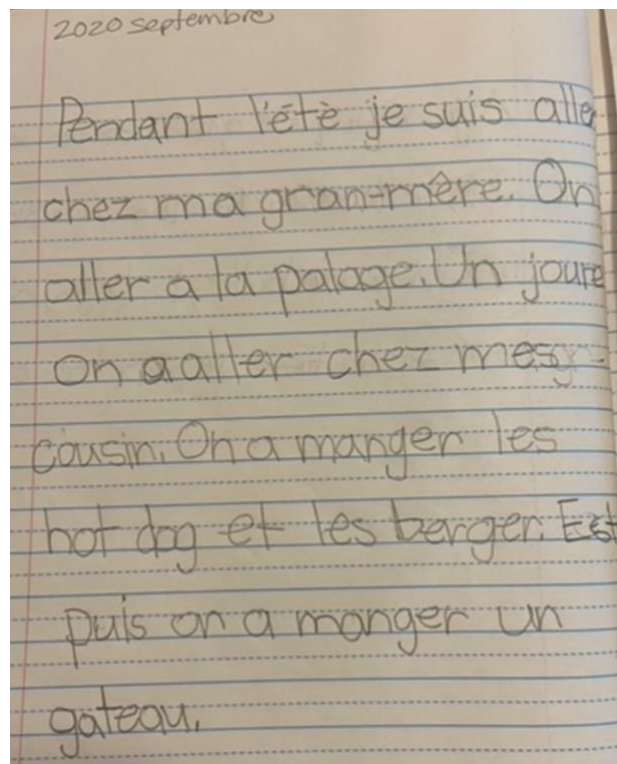 2020 septembre
Pendant l'étè je suis aller
chez ma gran-mère. On
aller a la palage. Un joure
on a aller chez mes
cousin. On a manger les
hot dog et les berger. Est
puis on a manger un
gateau.